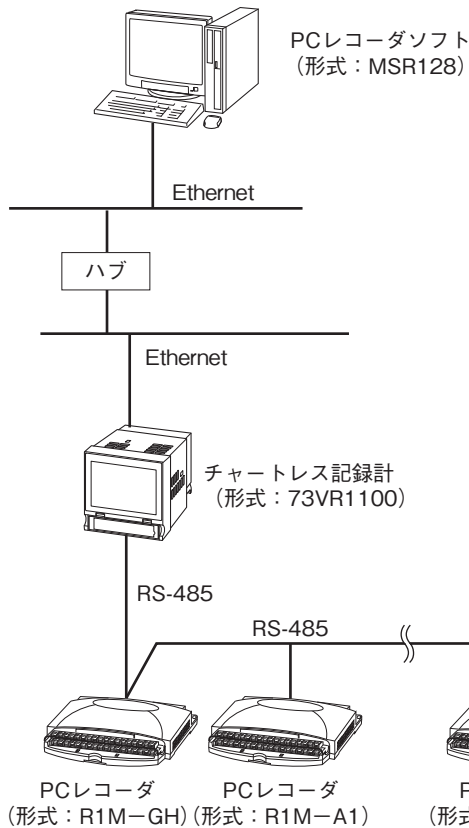 PCレコーダソフト
(形式：MSR128)
Ethernet
ハブ
Ethernet
チャートレス記録計
(形式：73VR1100)
RS-485
RS-485
PCレコーダ
(形式：R1M－GH)
PCレコーダ
(形式：R1M－A1)
P
(形式